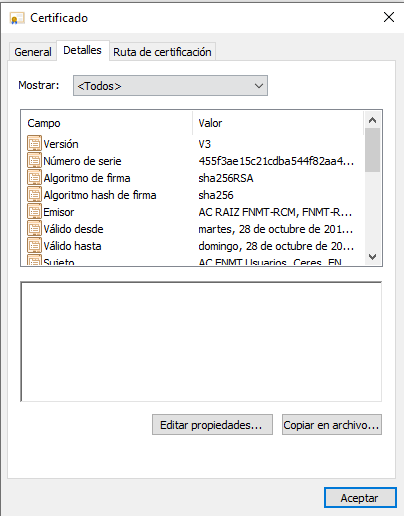 Certificado
General Detalles Ruta de certificación
Mostrar: <Todos>
Campo Valor
Versión V3
Número de serie 455f3ae15c21cdba544f82aa4...
Algoritmo de firma sha256RSA
Algoritmo hash de firma sha256
Emisor AC RAIZ FNMT-RCM, FNMT-R...
Válido desde martes, 28 de octubre de 201...
Válido hasta domingo, 28 de octubre de 20...
Sujeto AC FNMT Usuarios, Ceres, FN...
Editar propiedades... Copiar en archivo...
Aceptar